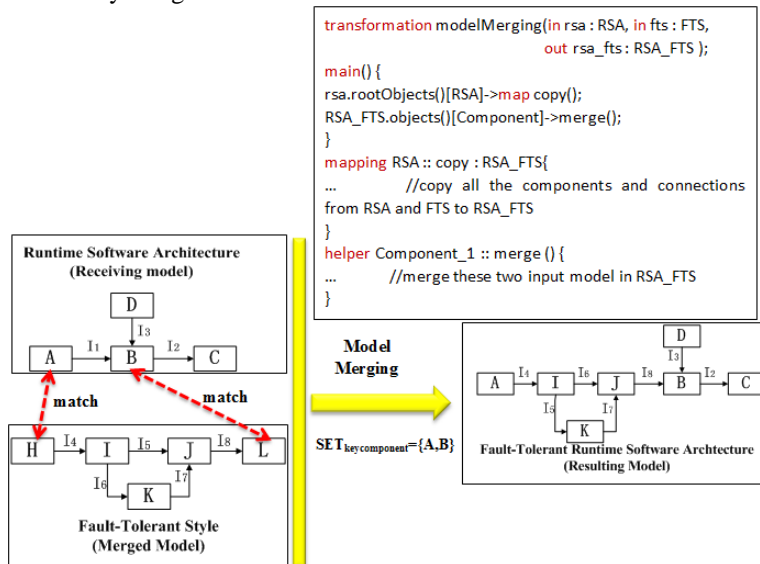 transformation modelMerging(in rsa : RSA, in fts : FTS,
out rsa_fts : RSA_FTS );
main() {
rsa.rootObjects()[RSA]->map copy();
RSA_FTS.objects()[Component]->merge();
}
mapping RSA :: copy : RSA_FTS{
... //copy all the components and connections
from RSA and FTS to RSA_FTS
}
helper Component_1 :: merge () {
... //merge these two input model in RSA_FTS
}
Runtime Software Architecture
(Receiving model)
D
I3
A I1 B I2 C
match
match
H I4 I I5 J I8 L
I6 I7
K
Fault-Tolerant Style
(Merged Model)
Model
Merging
SETkeycomponent={A,B}
D
I3
A I4 I I6 J I8 B I2 C
I5 I7
K
Fault-Tolerant Runtime Software Archtecture
(Resulting Model)